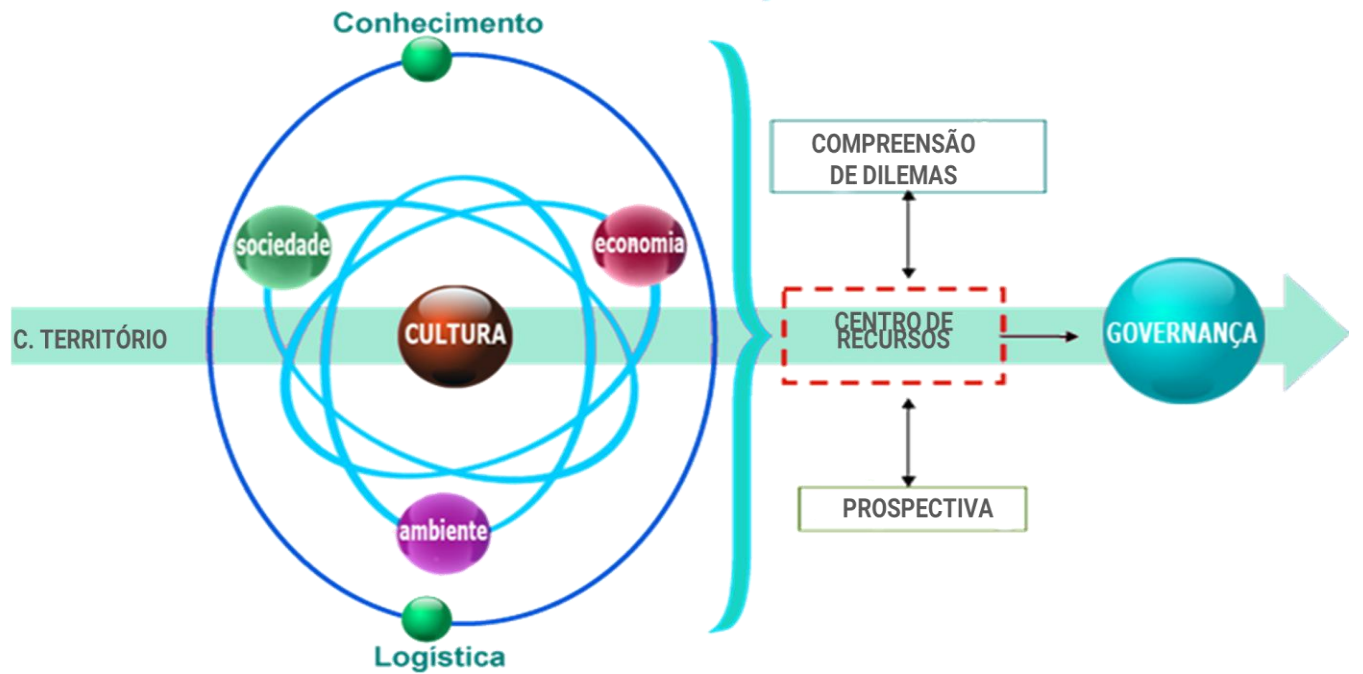 Conhecimento
COMPREENSÃO
DE DILEMAS
sociedade
economia
C. TERRITÓRIO
CULTURA
CENTRO DE
RECURSOS
GOVERNANÇA
PROSPECTIVA
ambiente
Logística